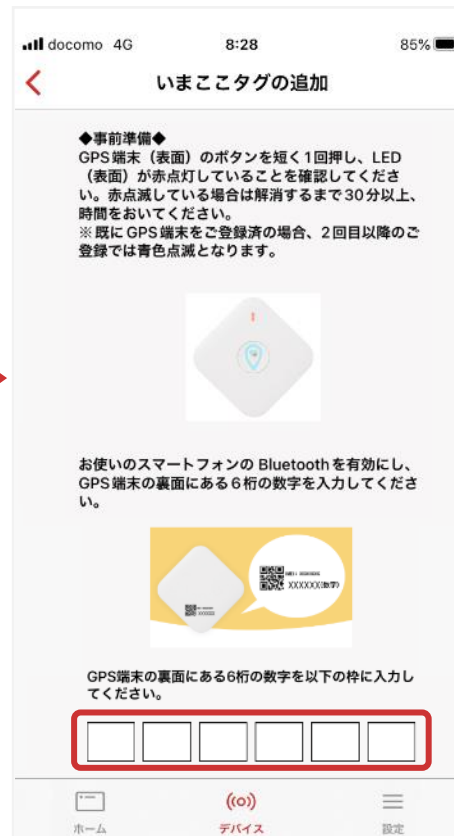 docomo 4G 8:28 85%
いまここタグの追加
◆事前準備◆
GPS端末（表面）のボタンを短く1回押し、LED
（表面）が赤点灯していることを確認してくださ
い。赤点滅している場合は解消するまで30分以上、
時間をおいてください。
※既にGPS端末をご登録済の場合、2回目以降のご
登録では青色点滅となります。
お使いのスマートフォンの Bluetooth を有効にし、
GPS端末の裏面にある6桁の数字を入力してくださ
い。
XXXXXX(数字)
GPS端末の裏面にある6桁の数字を以下の枠に入力し
てください。
ホーム デバイス 設定